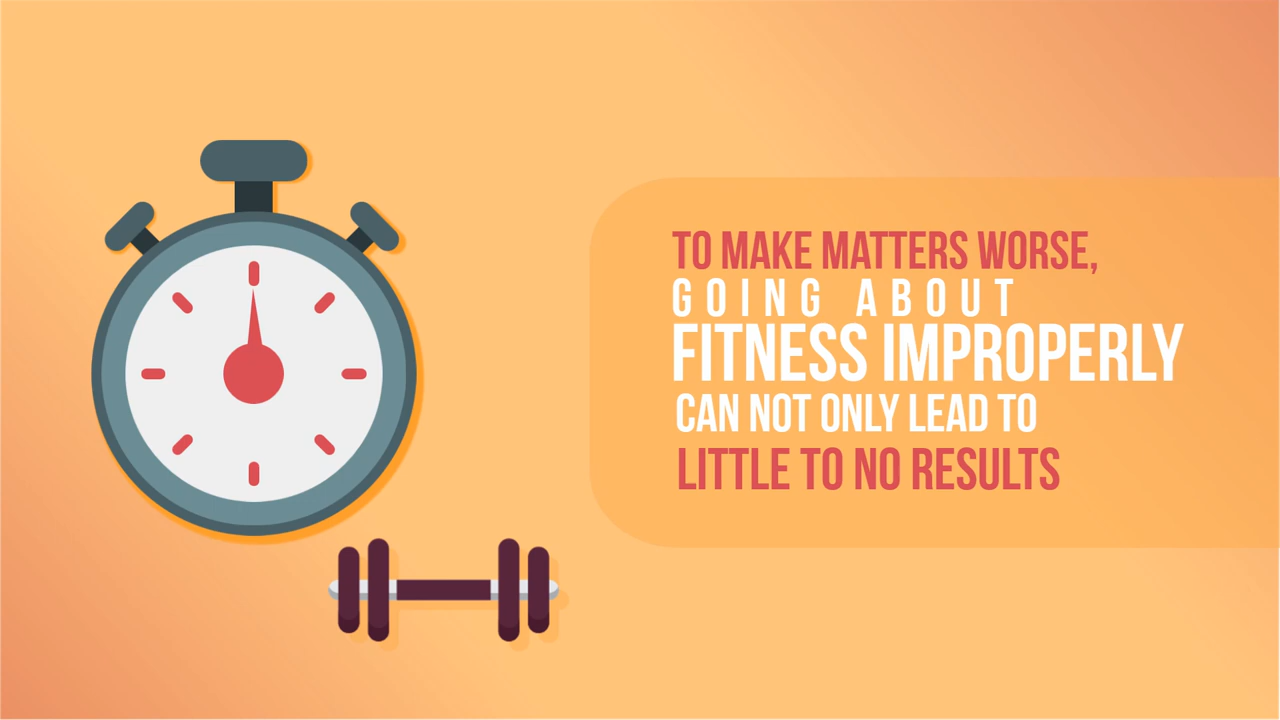 TO MAKE MATTERS WORSE,
GOING ABOUT
FITNESS IMPROPERLY
CAN NOT ONLY LEAD TO
LITTLE TO NO RESULTS